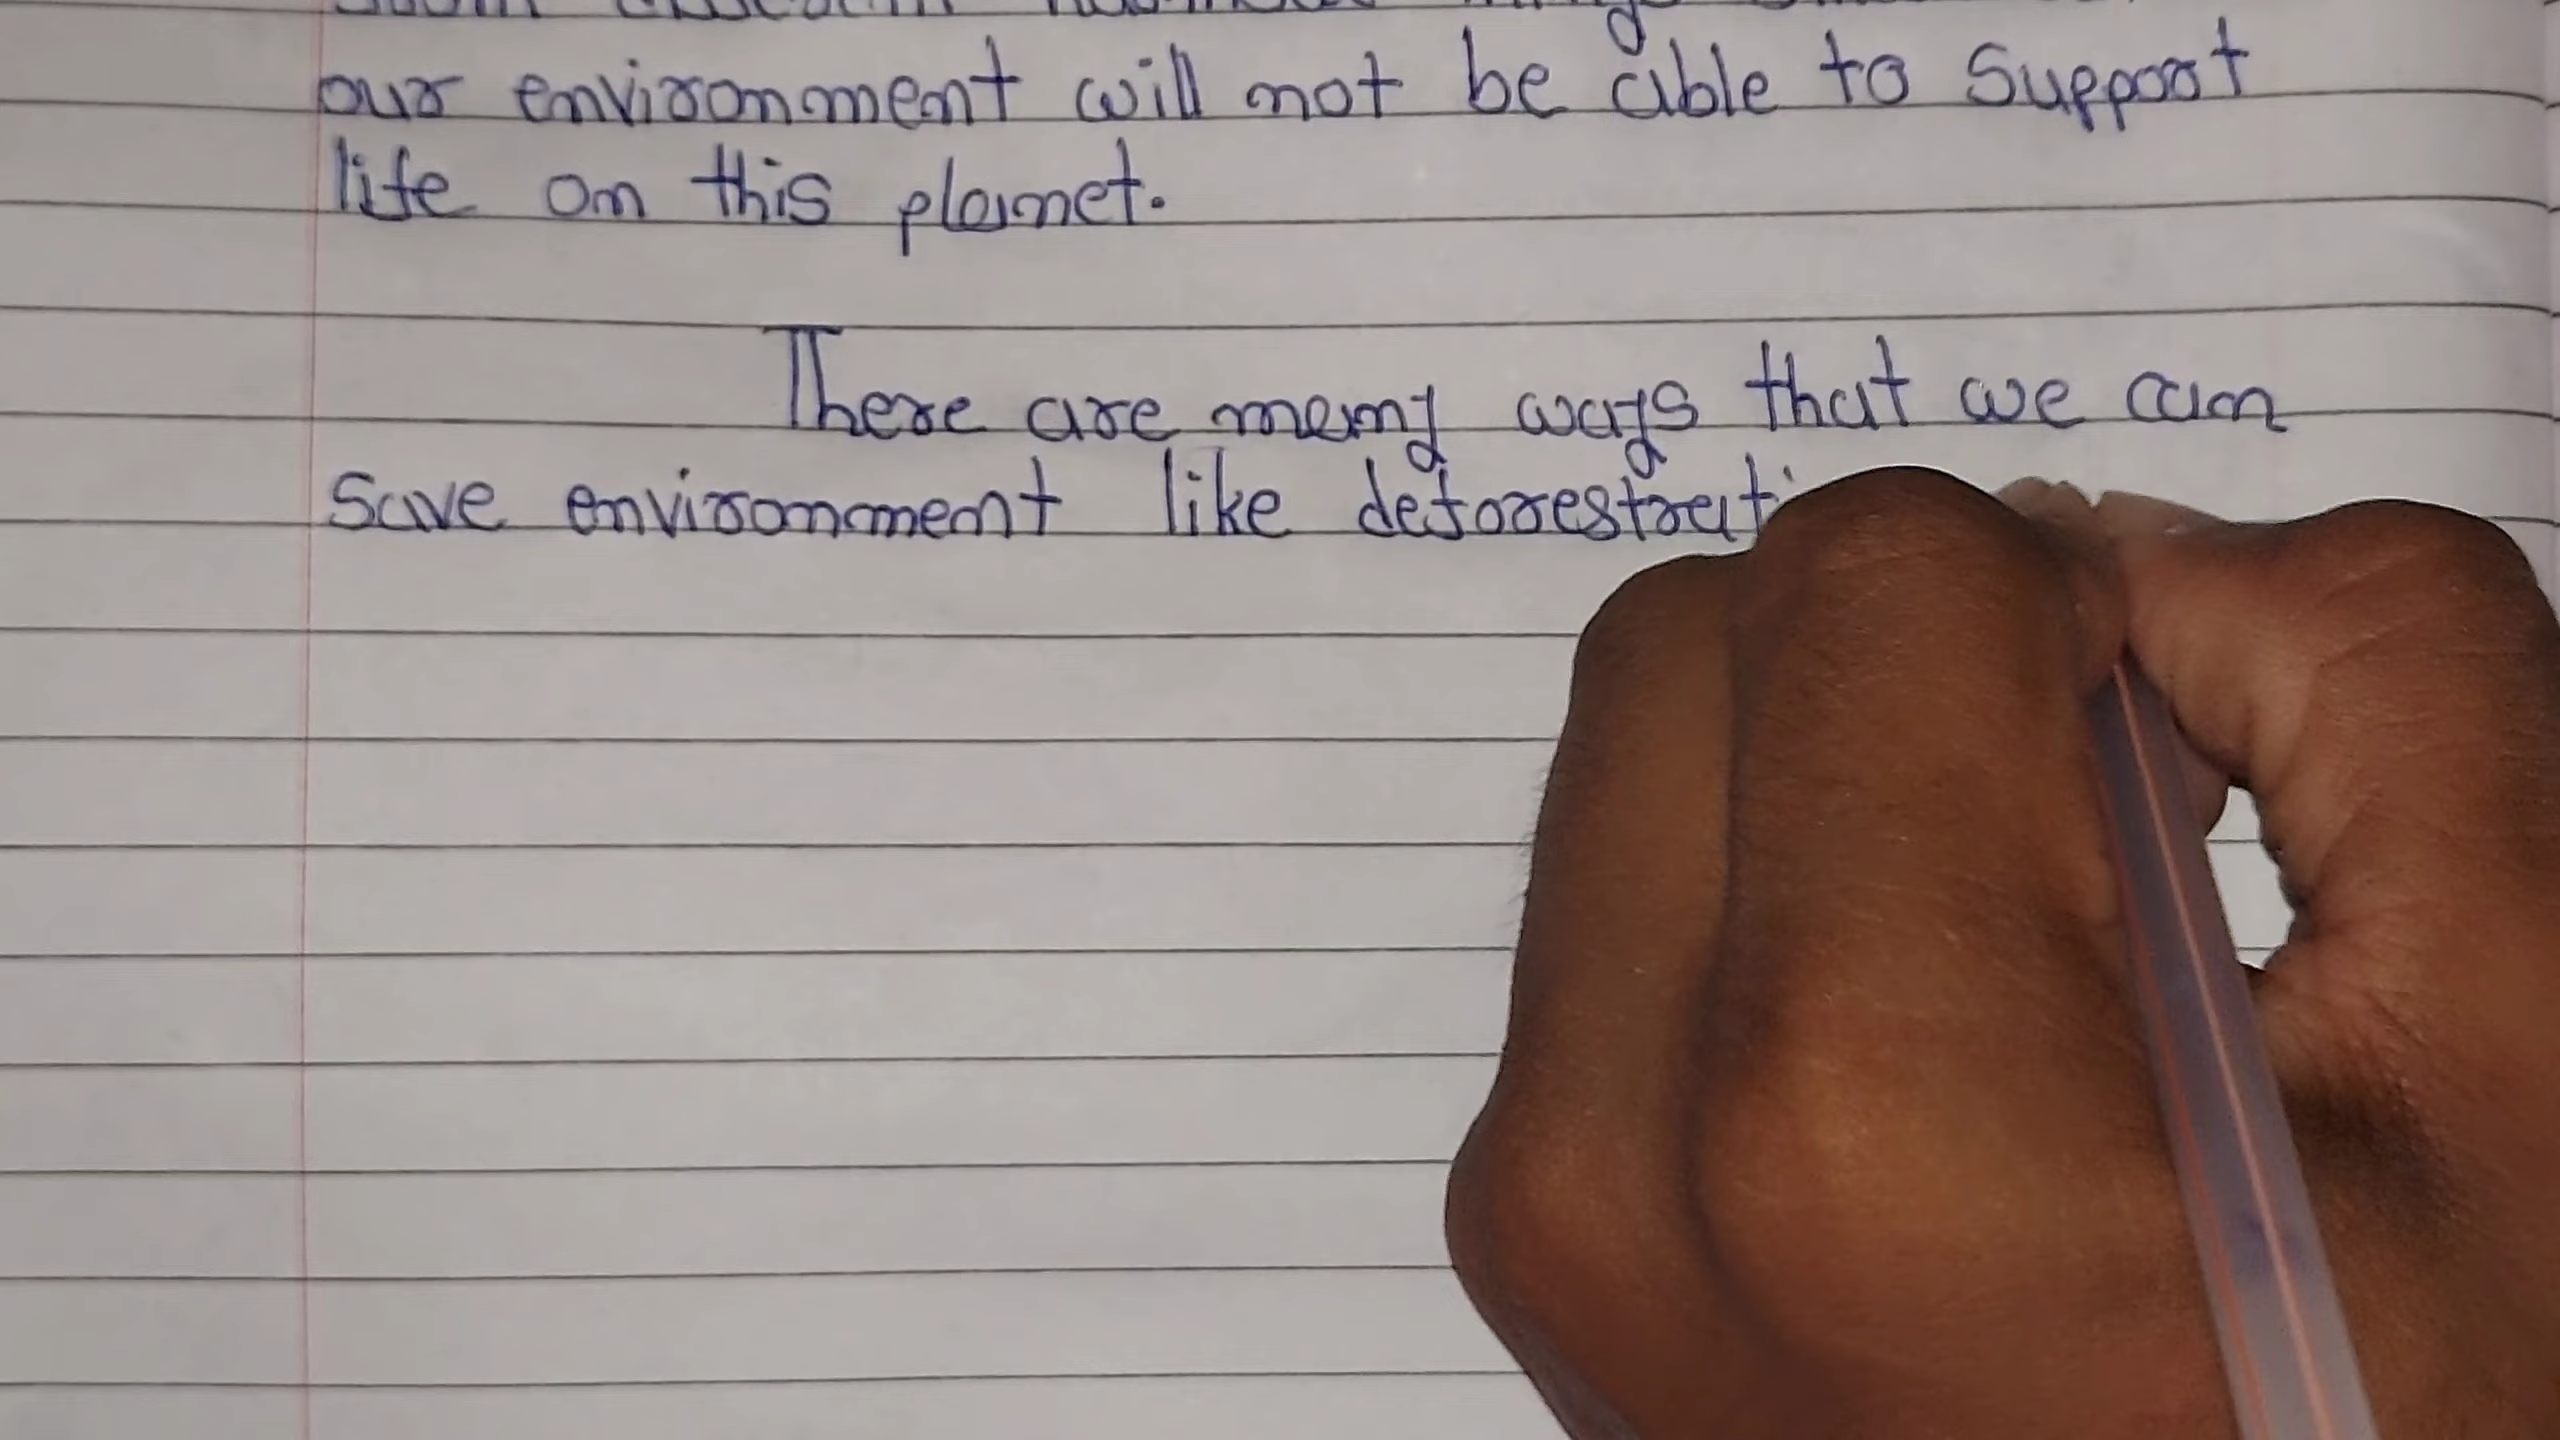 our environment will not be able to support
life on this planet.
There are many ways that we can
save environment like deforestrati